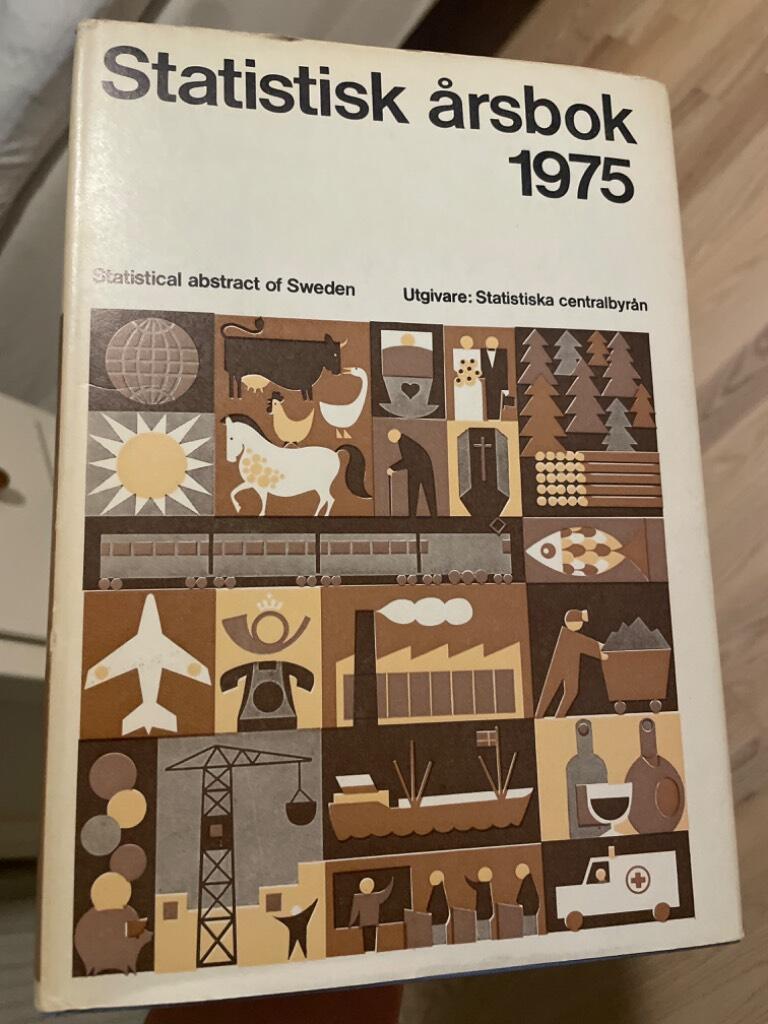 Statistisk årsbok
1975
Statistical abstract of Sweden
Utgivare: Statistiska centralbyrån